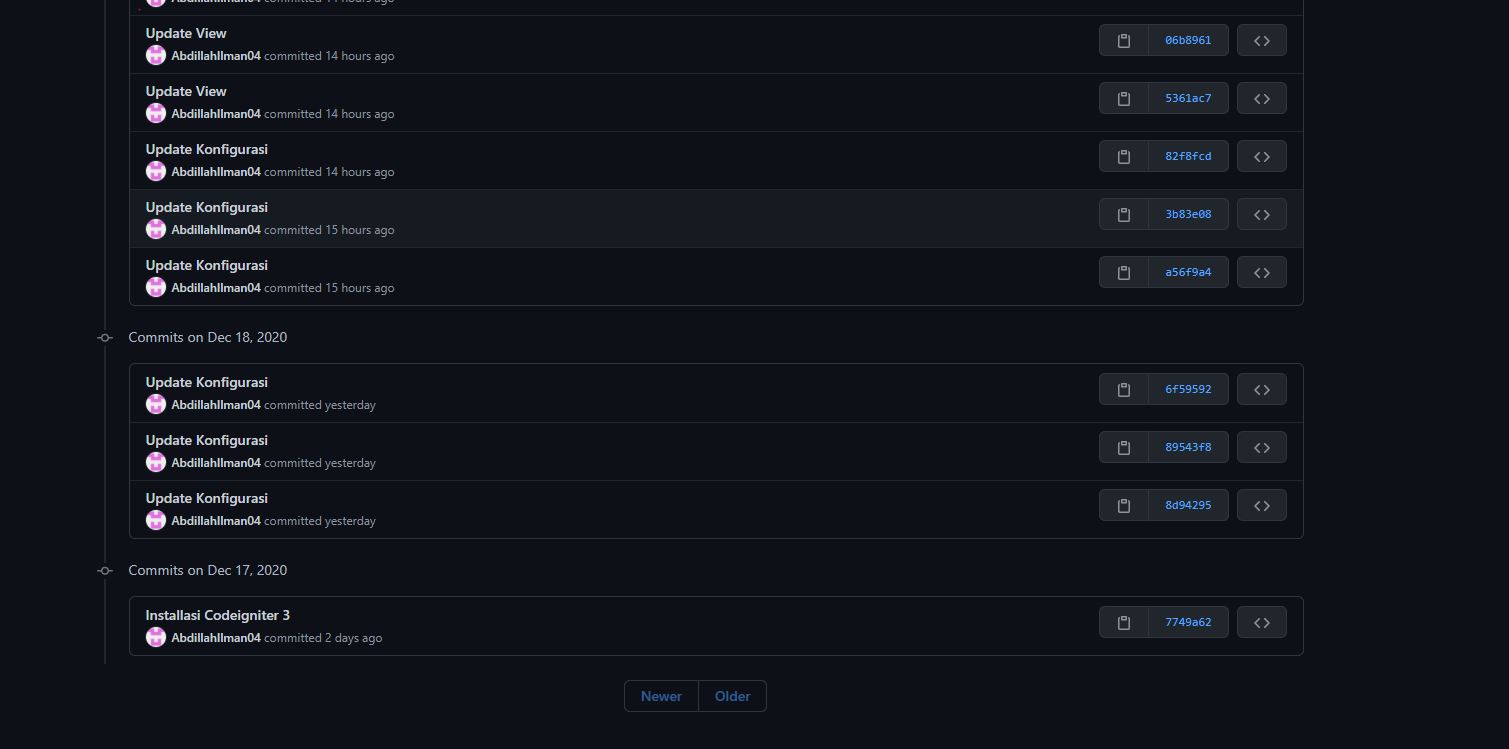 AbdillahIlman04 committed 14 hours ago
Update View
06b8961
AbdillahIlman04 committed 14 hours ago
Update View
5361ac7
AbdillahIlman04 committed 14 hours ago
Update Konfigurasi
82f8fcd
AbdillahIlman04 committed 14 hours ago
Update Konfigurasi
3b83e08
AbdillahIlman04 committed 15 hours ago
Update Konfigurasi
a56f9a4
AbdillahIlman04 committed 15 hours ago
Commits on Dec 18, 2020
Update Konfigurasi
6f59592
AbdillahIlman04 committed yesterday
Update Konfigurasi
89543f8
AbdillahIlman04 committed yesterday
Update Konfigurasi
8d94295
AbdillahIlman04 committed yesterday
Commits on Dec 17, 2020
Installasi Codeigniter 3
7749a62
AbdillahIlman04 committed 2 days ago
Newer
Older